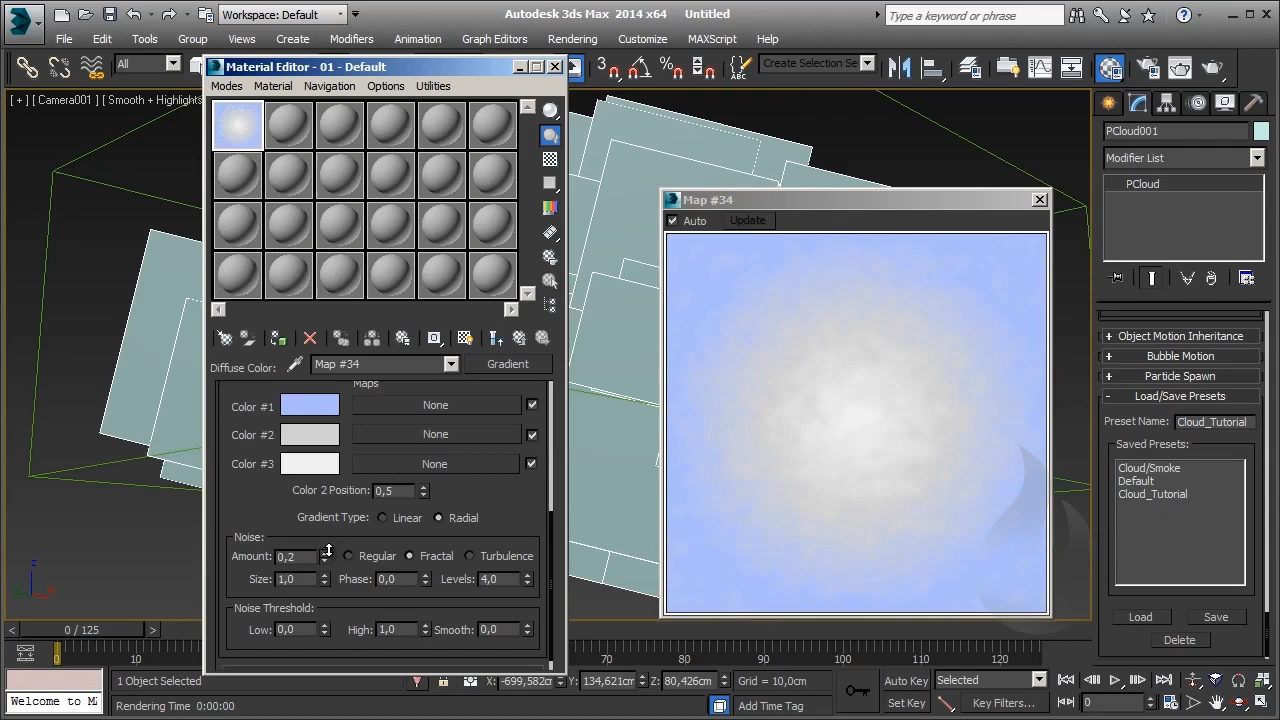 Workspace: Default
Autodesk 3ds Max 2014 x64 Untitled
Type a keyword or phrase
File Edit Tools Group Views Create Modifiers Animation Graph Editors Rendering Customize MAXScript Help
All
3
%
ABC
Create Selection Se
[ + ] [ Camera001 ] [ Smooth + Highlights
Material Editor - 01 - Default
Modes Material Navigation Options Utilities
Diffuse Color: Map #34 Gradient
Maps
Color #1 None
Color #2 None
Color #3 None
Color 2 Position: 0,5
Gradient Type: Linear Radial
Noise:
Amount: 0,2 Regular Fractal Turbulence
Size: 1,0 Phase: 0,0 Levels: 4,0
Noise Threshold:
Low: 0,0 High: 1,0 Smooth: 0,0
Map #34
Auto Update
PCloud001
Modifier List
PCloud
+ Object Motion Inheritance
+ Bubble Motion
+ Particle Spawn
- Load/Save Presets
Preset Name: Cloud_Tutorial
Saved Presets:
Cloud/Smoke
Default
Cloud_Tutorial
Load Save
Delete
z
x
0 / 125
0 10 70 80 90 100 110 120
1 Object Selected X: -699,582cm Y: 134,621cm Z: 80,426cm Grid = 10,0cm Auto Key Selected
Welcome to MA Rendering Time 0:00:00 Add Time Tag Set Key Key Filters... 0